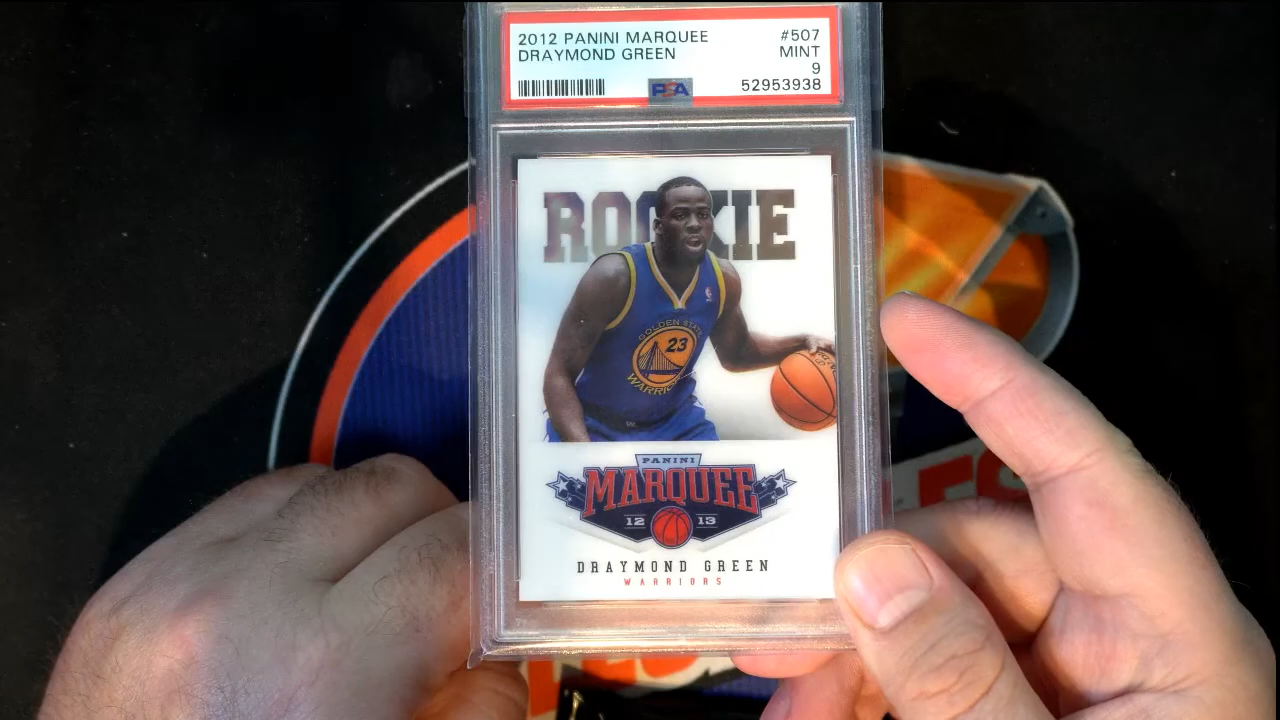 2012 PANINI MARQUEE #507
DRAYMOND GREEN MINT
9
PSA 52953938
ROOKIE
GOLDEN STATE
23
WARRIORS
PANINI
MARQUEE
12 13
DRAYMOND GREEN
WARRIORS